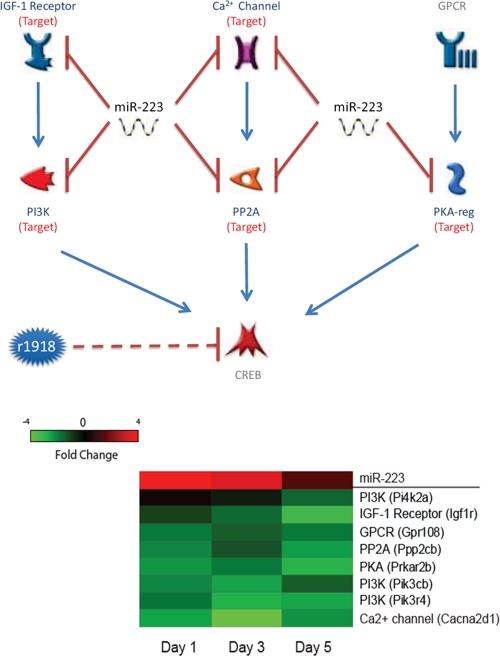 IGF-1 Receptor
(Target)
Ca2+ Channel
(Target)
GPCR
miR-223
miR-223
PI3K
(Target)
PP2A
(Target)
PKA-reg
(Target)
r1918
CREB
-4
0
4
Fold Change
miR-223
PI3K (Pi4k2a)
IGF-1 Receptor (Igf1r)
GPCR (Gpr108)
PP2A (Ppp2cb)
PKA (Prkar2b)
PI3K (Pik3cb)
PI3K (Pik3r4)
Ca2+ channel (Cacna2d1)
Day 1
Day 3
Day 5